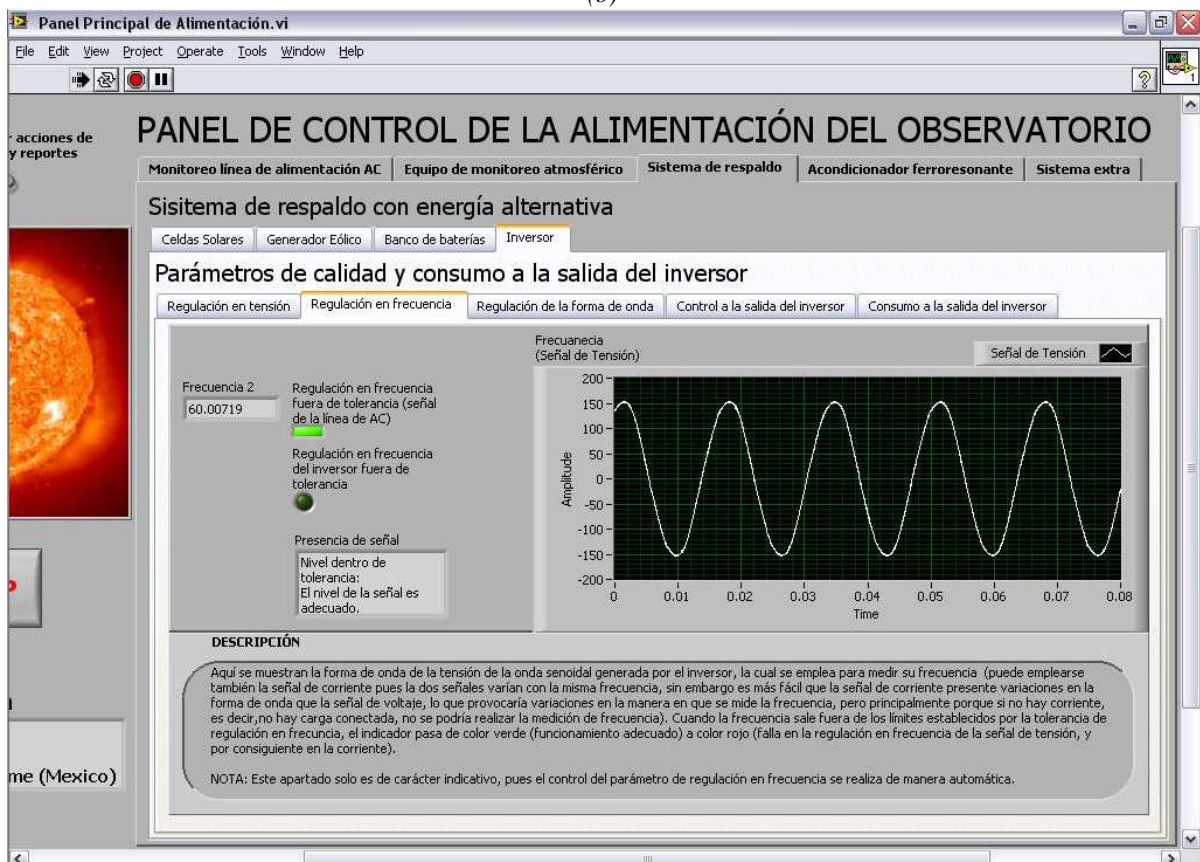 (b)
Panel Principal de Alimentación.vi
File Edit View Project Operate Tools Window Help
1
acciones de
y reportes
PANEL DE CONTROL DE LA ALIMENTACIÓN DEL OBSERVATORIO
Monitoreo línea de alimentación AC Equipo de monitoreo atmosférico Sistema de respaldo Acondicionador ferroresonante Sistema extra
Sisitema de respaldo con energía alternativa
Celdas Solares Generador Eólico Banco de baterías Inversor
Parámetros de calidad y consumo a la salida del inversor
Regulación en tensión Regulación en frecuencia Regulación de la forma de onda Control a la salida del inversor Consumo a la salida del inversor
Frecuanecia
(Señal de Tensión)
Señal de Tensión
Frecuencia 2
60.00719
Regulación en frecuencia
fuera de tolerancia (señal
de la línea de AC)
Regulación en frecuencia
del inversor fuera de
tolerancia
Presencia de señal
Nivel dentro de
tolerancia:
El nivel de la señal es
adecuado.
Amplitude
200
150
100
50
0
-50
-100
-150
-200
0 0.01 0.02 0.03 0.04 0.05 0.06 0.07 0.08
Time
DESCRIPCIÓN
Aquí se muestran la forma de onda de la tensión de la onda senoidal generada por el inversor, la cual se emplea para medir su frecuencia (puede emplearse
también la señal de corriente pues la dos señales varían con la misma frecuencia, sin embargo es más fácil que la señal de corriente presente variaciones en la
forma de onda que la señal de voltaje, lo que provocaría variaciones en la manera en que se mide la frecuencia, pero principalmente porque si no hay corriente,
es decir,no hay carga conectada, no se podría realizar la medición de frecuencia). Cuando la frecuencia sale fuera de los límites establecidos por la tolerancia de
regulación en frecuncia, el indicador pasa de color verde (funcionamiento adecuado) a color rojo (falla en la regulación en frecuencia de la señal de tensión, y
por consiguiente en la corriente).
NOTA: Este apartado solo es de carácter indicativo, pues el control del parámetro de regulación en frecuencia se realiza de manera automática.
me (Mexico)